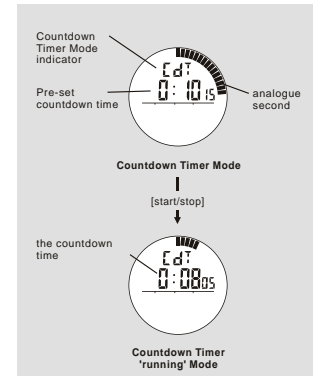 Countdown
Timer Mode
indicator
CdT
Pre-set
countdown time
0: 10 15
analogue
second
Countdown Timer Mode
[start/stop]
the countdown
time
CdT
0:08 05
Countdown Timer
'running' Mode